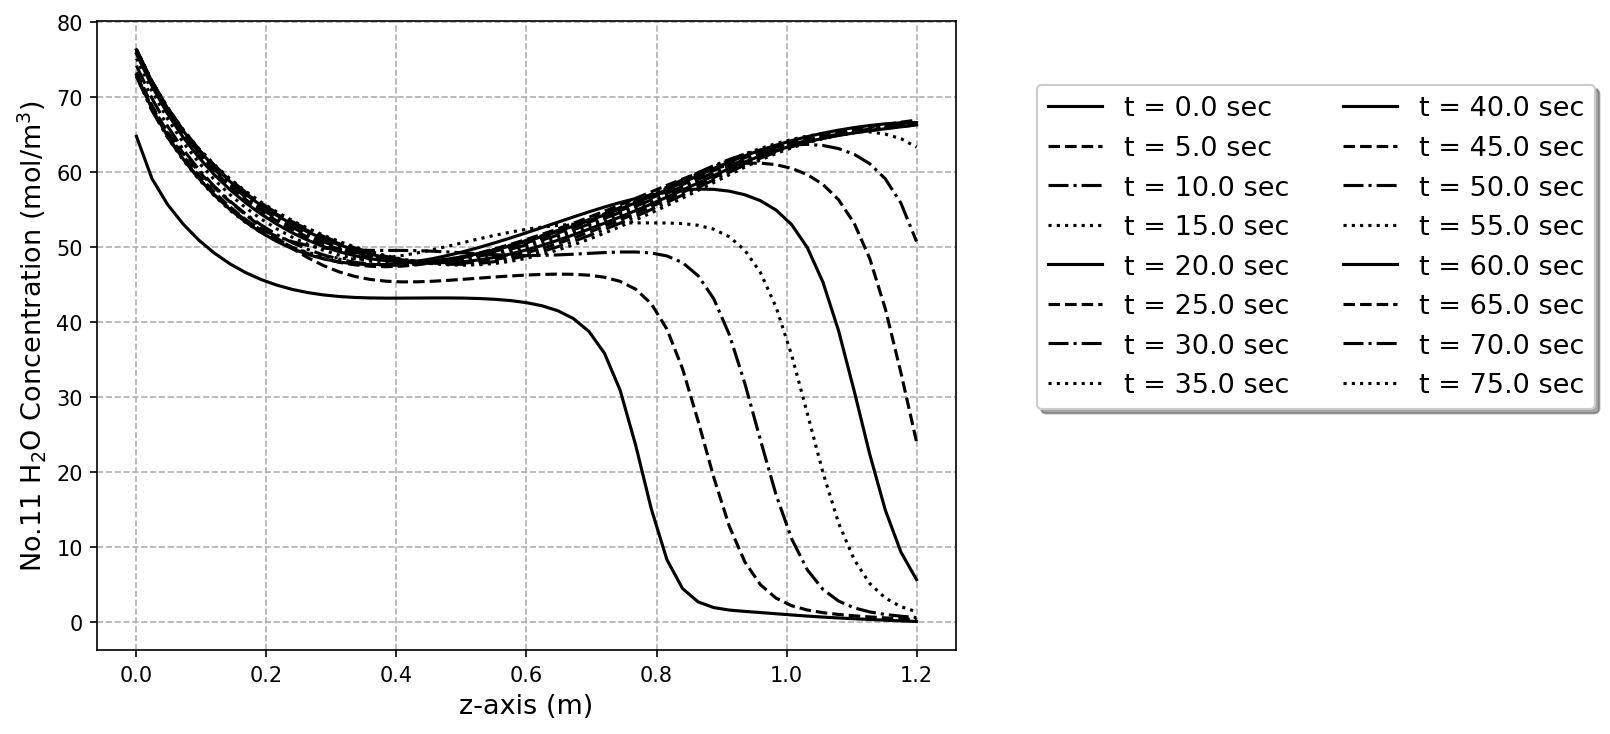 80
70
60
50
40
30
20
10
0
No.11 H₂O Concentration (mol/m³)
0.0 0.2 0.4 0.6 0.8 1.0 1.2
z-axis (m)
t = 0.0 sec
t = 5.0 sec
t = 10.0 sec
t = 15.0 sec
t = 20.0 sec
t = 25.0 sec
t = 30.0 sec
t = 35.0 sec
t = 40.0 sec
t = 45.0 sec
t = 50.0 sec
t = 55.0 sec
t = 60.0 sec
t = 65.0 sec
t = 70.0 sec
t = 75.0 sec